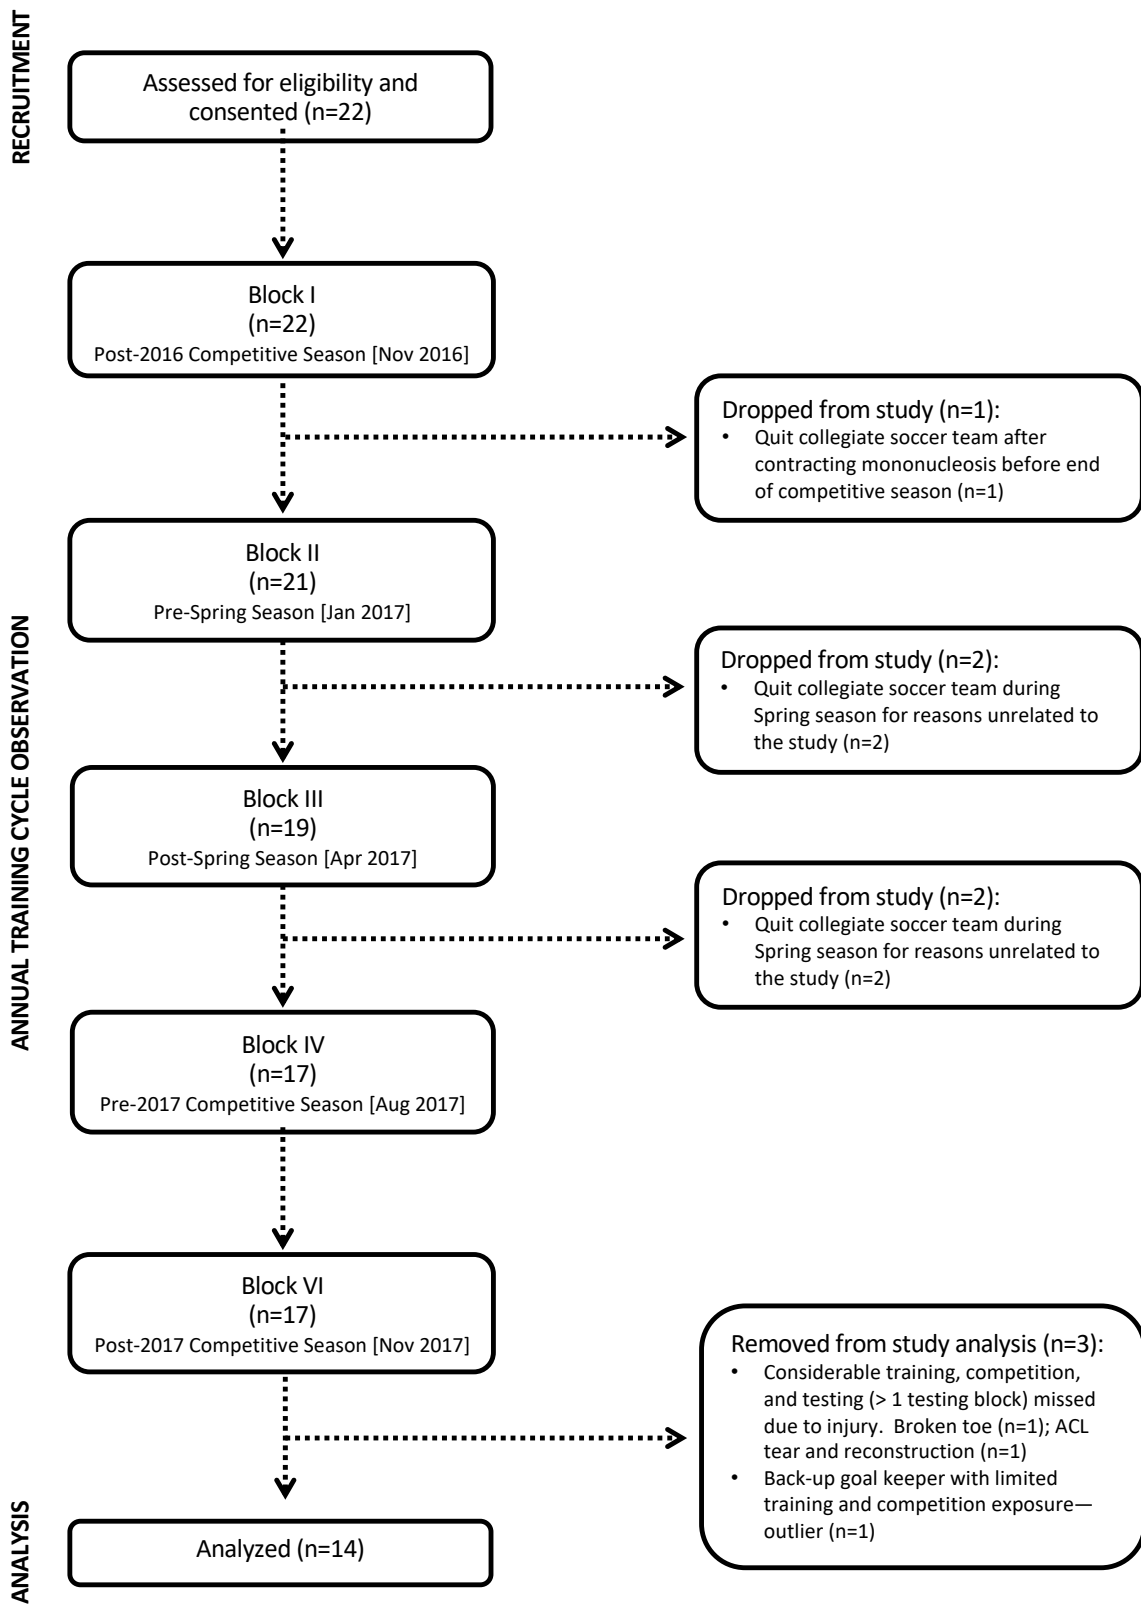 RECRUITMENT
Assessed for eligibility and
consented (n=22)
ANNUAL TRAINING CYCLE OBSERVATION
Block I
(n=22)
Post-2016 Competitive Season [Nov 2016]
Dropped from study (n=1):
• Quit collegiate soccer team after
contracting mononucleosis before end
of competitive season (n=1)
Block II
(n=21)
Pre-Spring Season [Jan 2017]
Dropped from study (n=2):
• Quit collegiate soccer team during
Spring season for reasons unrelated to
the study (n=2)
Block III
(n=19)
Post-Spring Season [Apr 2017]
Dropped from study (n=2):
• Quit collegiate soccer team during
Spring season for reasons unrelated to
the study (n=2)
Block IV
(n=17)
Pre-2017 Competitive Season [Aug 2017]
Block VI
(n=17)
Post-2017 Competitive Season [Nov 2017]
Removed from study analysis (n=3):
• Considerable training, competition,
and testing (> 1 testing block) missed
due to injury.  Broken toe (n=1); ACL
tear and reconstruction (n=1)
• Back-up goal keeper with limited
training and competition exposure—
outlier (n=1)
ANALYSIS
Analyzed (n=14)